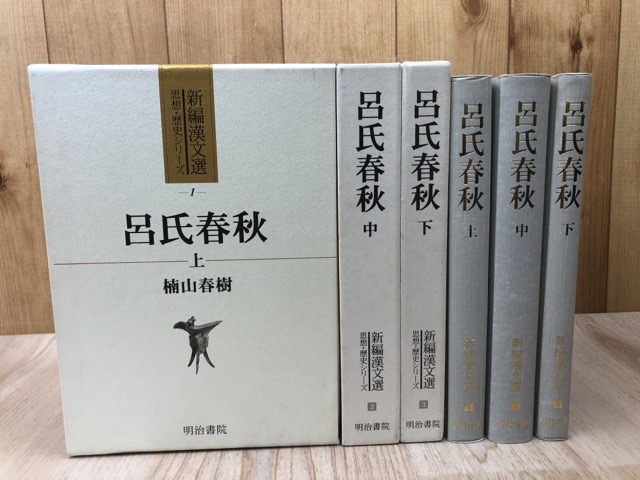 新編漢文選
思想・歴史シリーズ
1
呂氏春秋
上
楠山春樹
明治書院
呂氏春秋 中
新編漢文選
思想・歴史シリーズ
2
明治書院
呂氏春秋 下
新編漢文選
思想・歴史シリーズ
3
明治書院
呂氏春秋 上
呂氏春秋 中
呂氏春秋 下